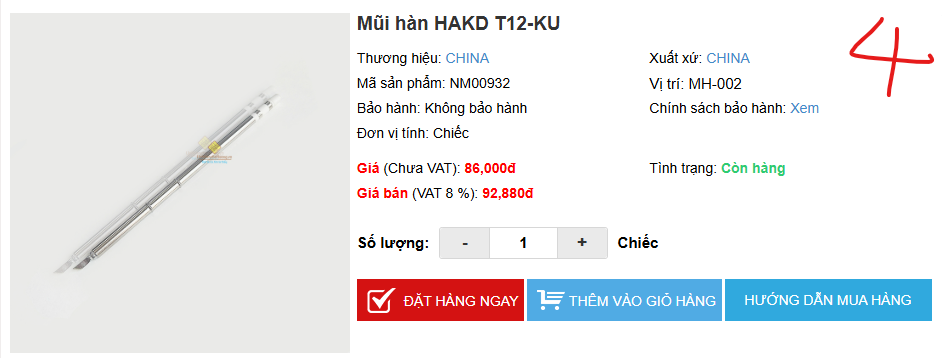 Mũi hàn HAKD T12-KU
4
Thương hiệu: CHINA
Xuất xứ: CHINA
Mã sản phẩm: NM00932
Vị trí: MH-002
Bảo hành: Không bảo hành
Chính sách bảo hành: Xem
Đơn vị tính: Chiếc
Giá (Chưa VAT): 86,000đ
Tình trạng: Còn hàng
Giá bán (VAT 8 %): 92,880đ
Số lượng: - 1 + Chiếc
ĐẶT HÀNG NGAY
THÊM VÀO GIỎ HÀNG
HƯỚNG DẪN MUA HÀNG